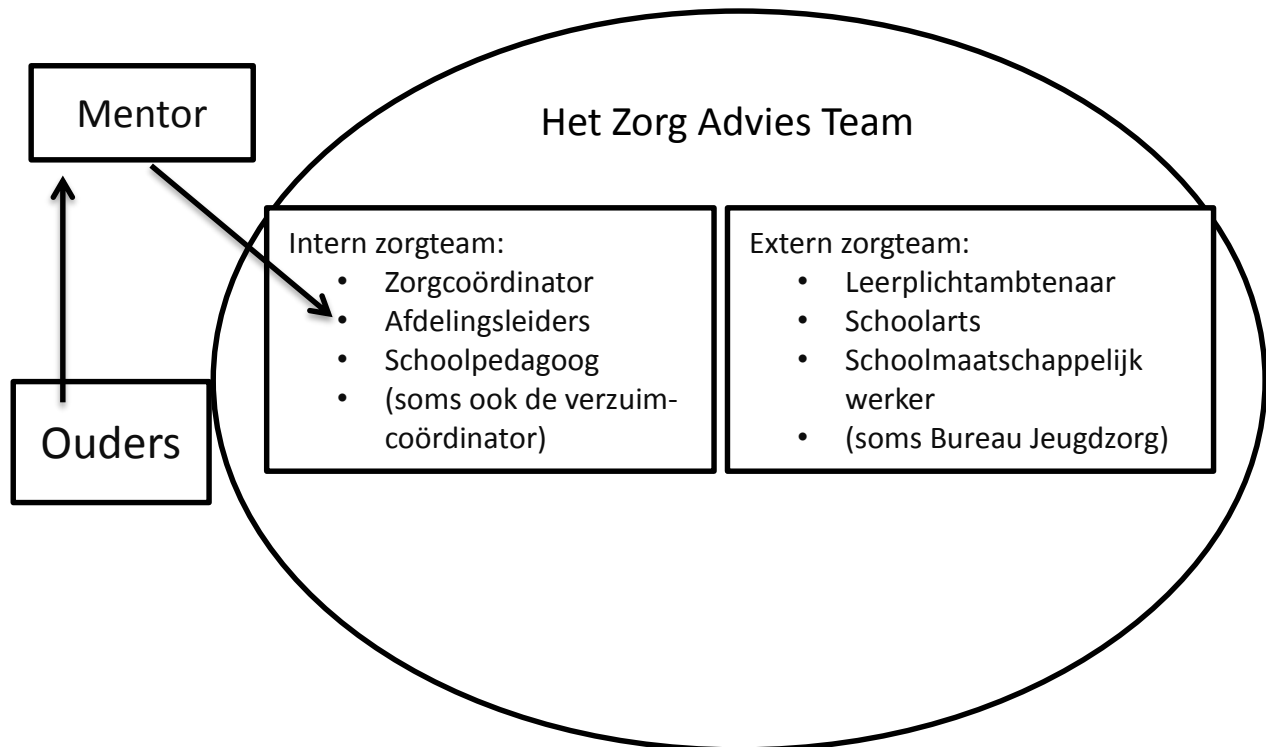 Mentor
Ouders
Het Zorg Advies Team
Intern zorgteam:
• Zorgcoördinator
• Afdelingsleiders
• Schoolpedagoog
• (soms ook de verzuim-
coördinator)
Extern zorgteam:
• Leerplichtambtenaar
• Schoolarts
• Schoolmaatschappelijk
werker
• (soms Bureau Jeugdzorg)